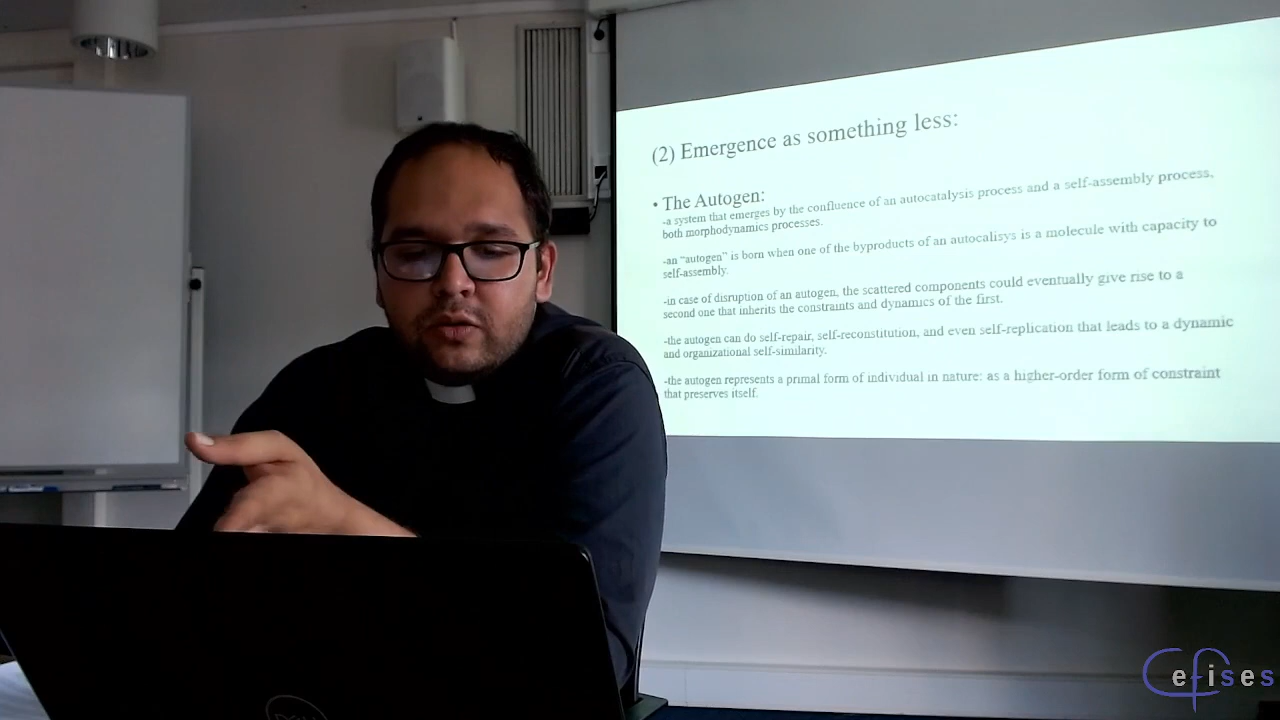 (2) Emergence as something less:
• The Autogen:
-a system that emerges by the confluence of an autocatalysis process and a self-assembly process,
both morphodynamics processes.
-an “autogen” is born when one of the byproducts of an autocalisys is a molecule with capacity to
self-assembly.
-in case of disruption of an autogen, the scattered components could eventually give rise to a
second one that inherits the constraints and dynamics of the first.
-the autogen can do self-repair, self-reconstitution, and even self-replication that leads to a dynamic
and organizational self-similarity.
-the autogen represents a primal form of individual in nature: as a higher-order form of constraint
that preserves itself.
Cefises